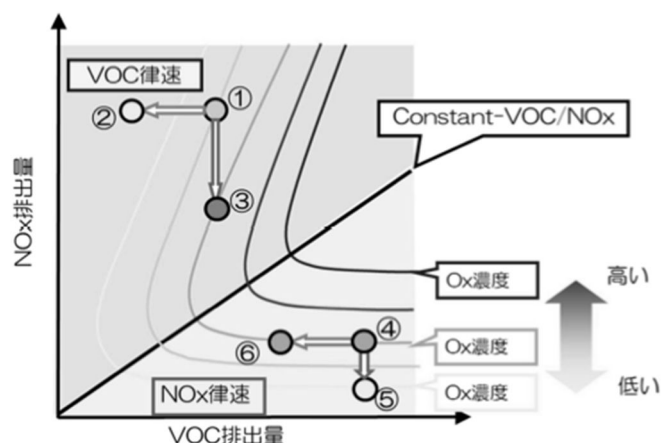 VOC律速
①
②
Constant-VOC/NOx
③
NOx排出量
Ox濃度
高い
④
⑥
Ox濃度
NOx律速
⑤
Ox濃度
低い
VOC排出量